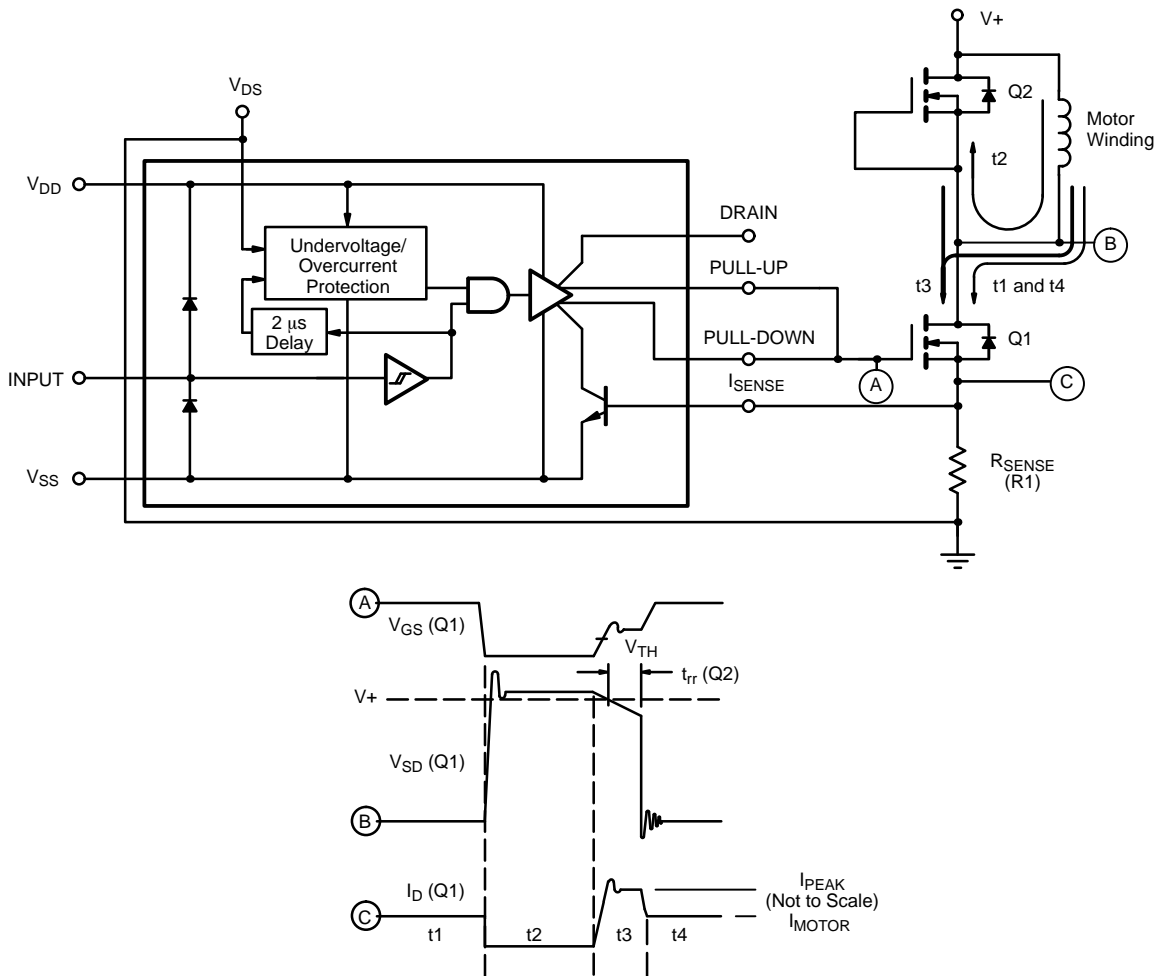 V+
VDS
Q2
Motor
Winding
t2
VDD
DRAIN
Undervoltage/
Overcurrent
Protection
B
PULL-UP
t3
t1 and t4
2 μs
Delay
PULL-DOWN
Q1
INPUT
A
ISENSE
C
VSS
RSENSE
(R1)
A
VGS (Q1)
VTH
trr (Q2)
V+
VSD (Q1)
B
ID (Q1)
IPEAK
(Not to Scale)
C
IMOTOR
t1
t2
t3
t4